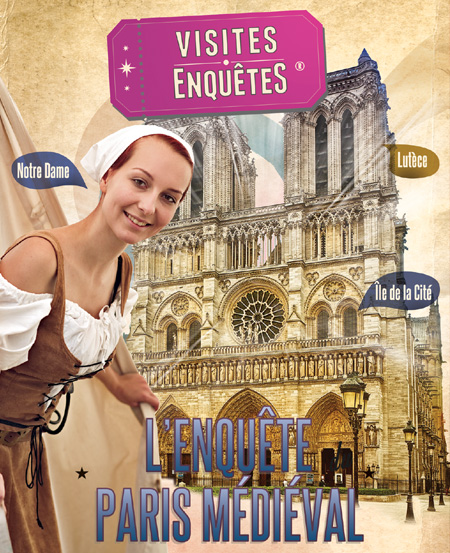 VISITES
ENQUÊTES ®
Notre Dame
Lutèce
Île de la Cité
L'ENQUÊTE
PARIS MÉDIÉVAL